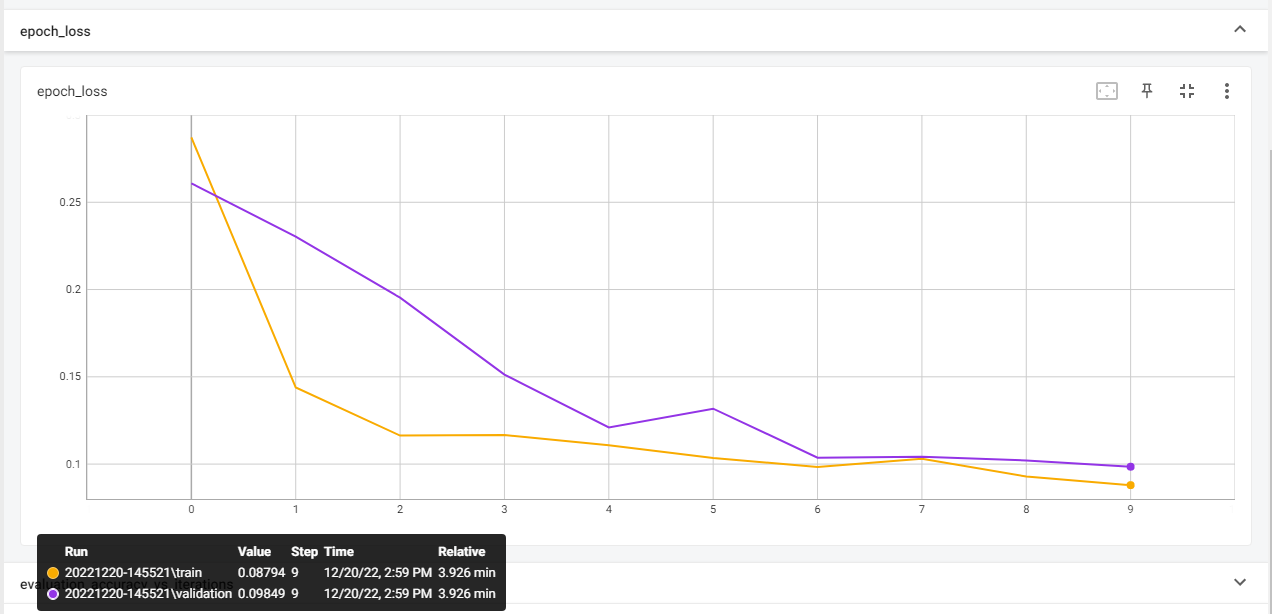 epoch_loss
epoch_loss
0.25
0.2
0.15
0.1
0 1 2 3 4 5 6 7 8 9
Run Value Step Time Relative
20221220-145521\train 0.08794 9 12/20/22, 2:59 PM 3.926 min
20221220-145521\validation 0.09849 9 12/20/22, 2:59 PM 3.926 min
evaluation_accuracy_vs_iterations